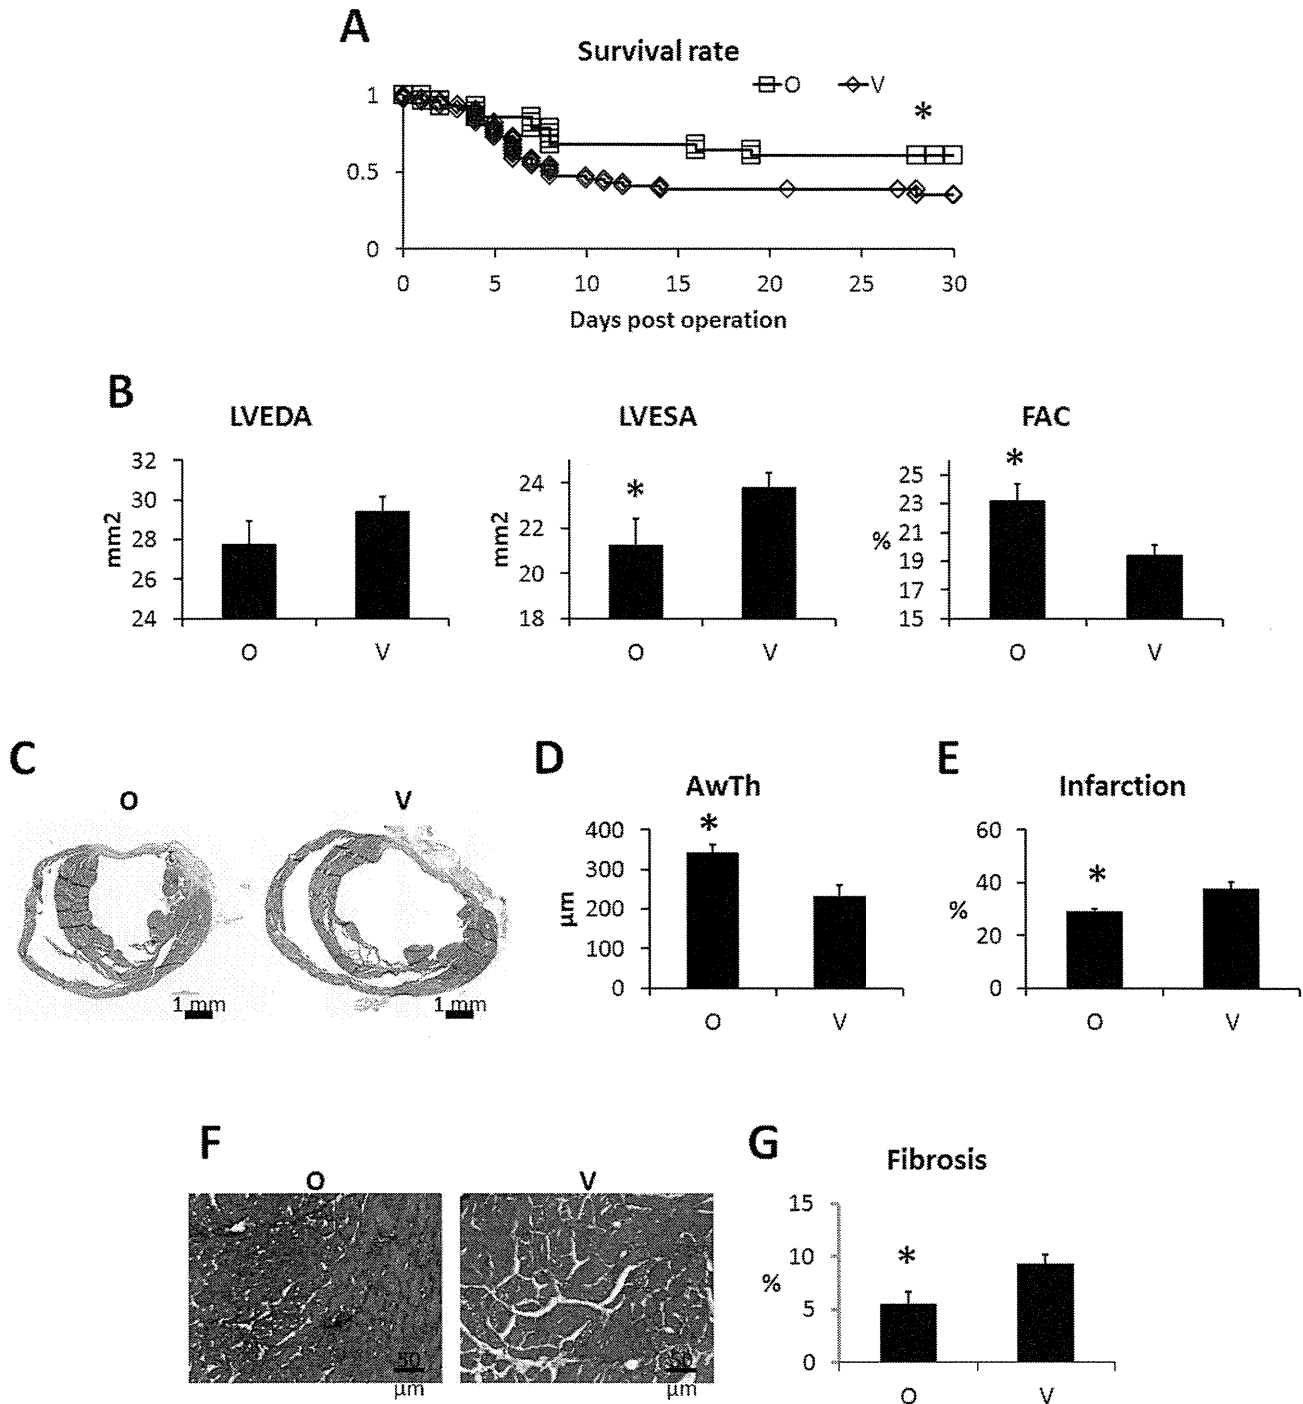 A
Survival rate
O V
*
1
0.5
0
0 5 10 15 20 25 30
Days post operation
B
LVEDA
mm2
32
30
28
26
24
O V
LVESA
mm2
24
22
20
18
*
O V
FAC
%
25
23
21
19
17
15
*
O V
C
O V
1 mm 1 mm
D
AwTh
µm
400
300
200
100
0
*
O V
E
Infarction
%
60
40
20
0
*
O V
F
O V
50 50
µm µm
G
Fibrosis
%
15
10
5
0
*
O V